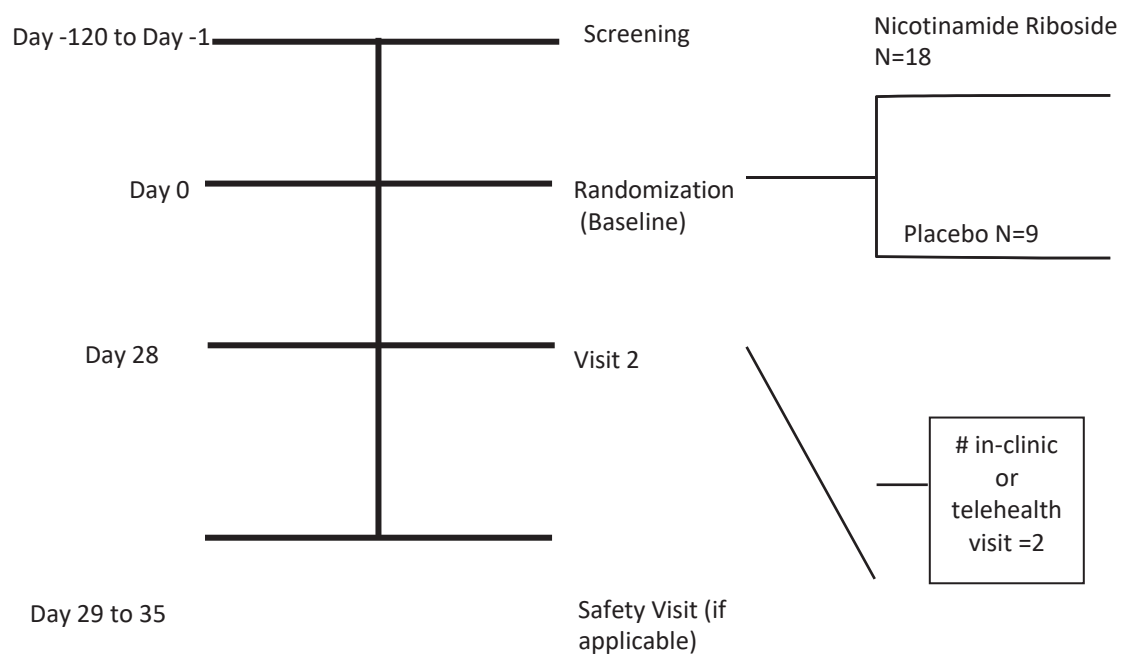 Day -120 to Day -1
Screening
Nicotinamide Riboside
N=18
Day 0
Randomization
(Baseline)
Placebo N=9
Day 28
Visit 2
# in-clinic
or
telehealth
visit =2
Day 29 to 35
Safety Visit (if
applicable)